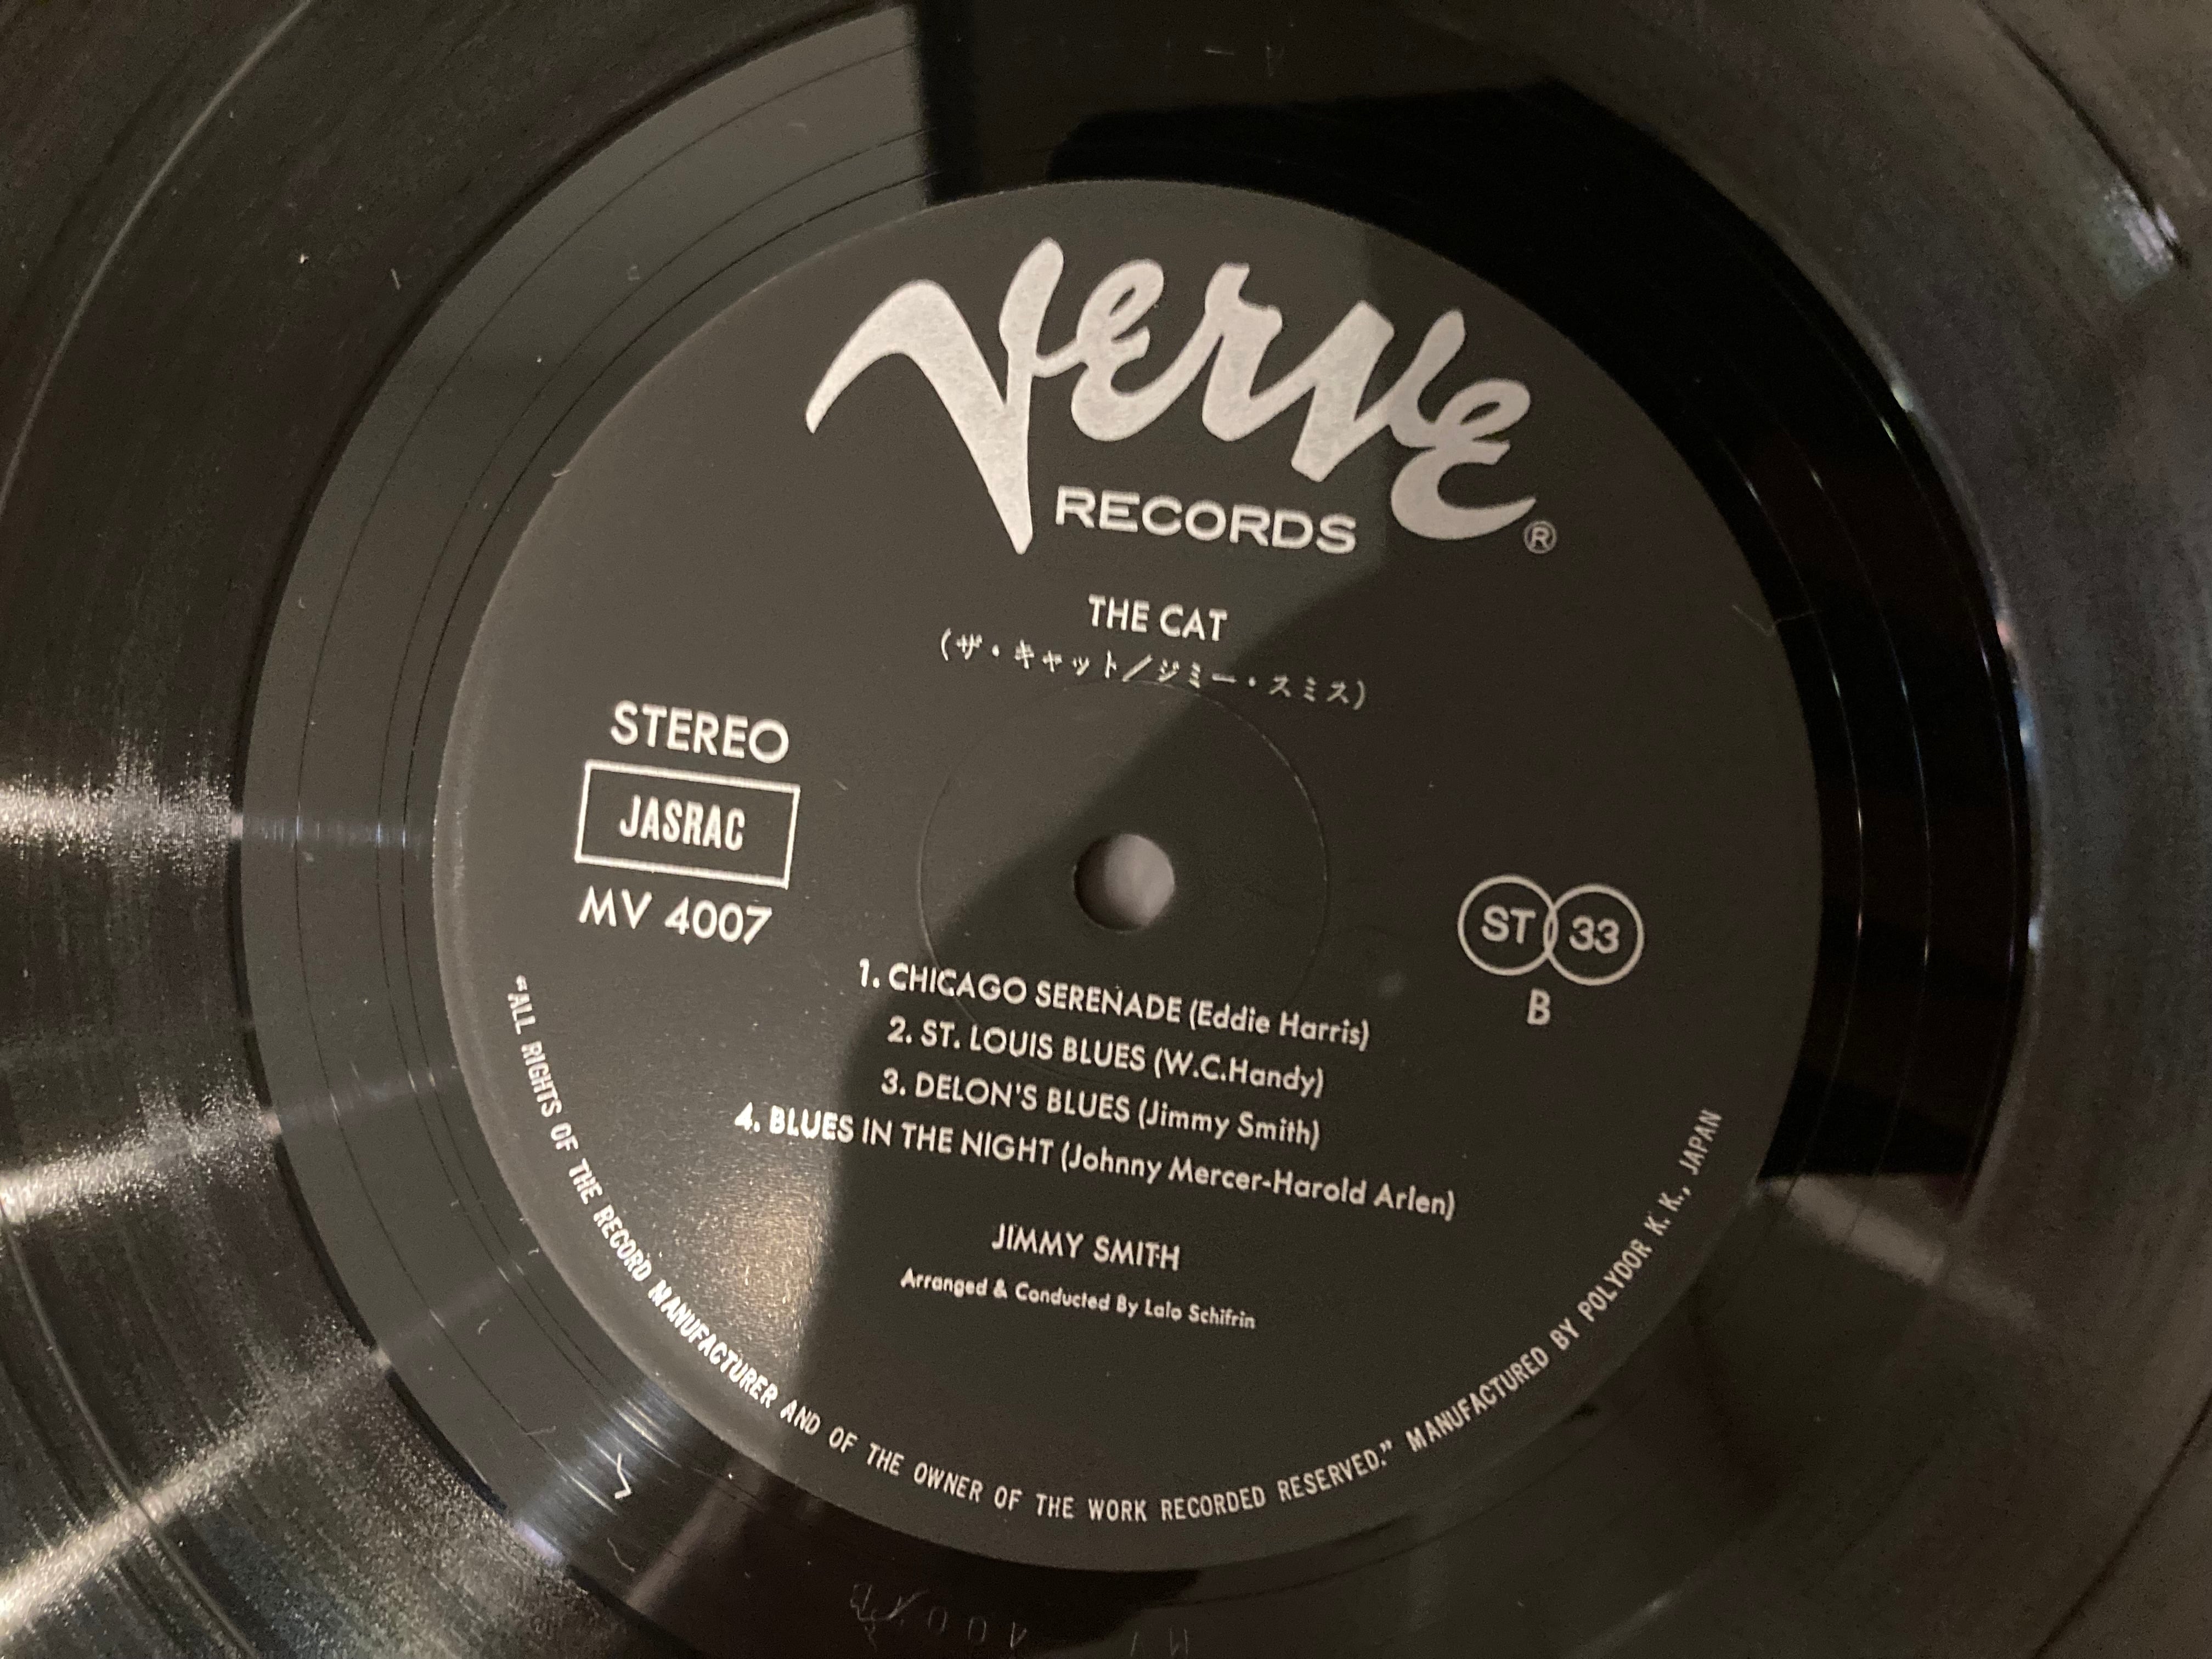 Verve
RECORDS ®
THE CAT
(ザ・キャット/ジミー・スミス)
STEREO
JASRAC
MV 4007
ST 33
B
1. CHICAGO SERENADE (Eddie Harris)
2. ST. LOUIS BLUES (W.C.Handy)
3. DELON'S BLUES (Jimmy Smith)
4. BLUES IN THE NIGHT (Johnny Mercer-Harold Arlen)
JIMMY SMITH
Arranged & Conducted By Lalo Schifrin
"ALL RIGHTS OF THE RECORD MANUFACTURER AND OF THE OWNER OF THE WORK RECORDED RESERVED." MANUFACTURED BY POLYDOR K. K., JAPAN